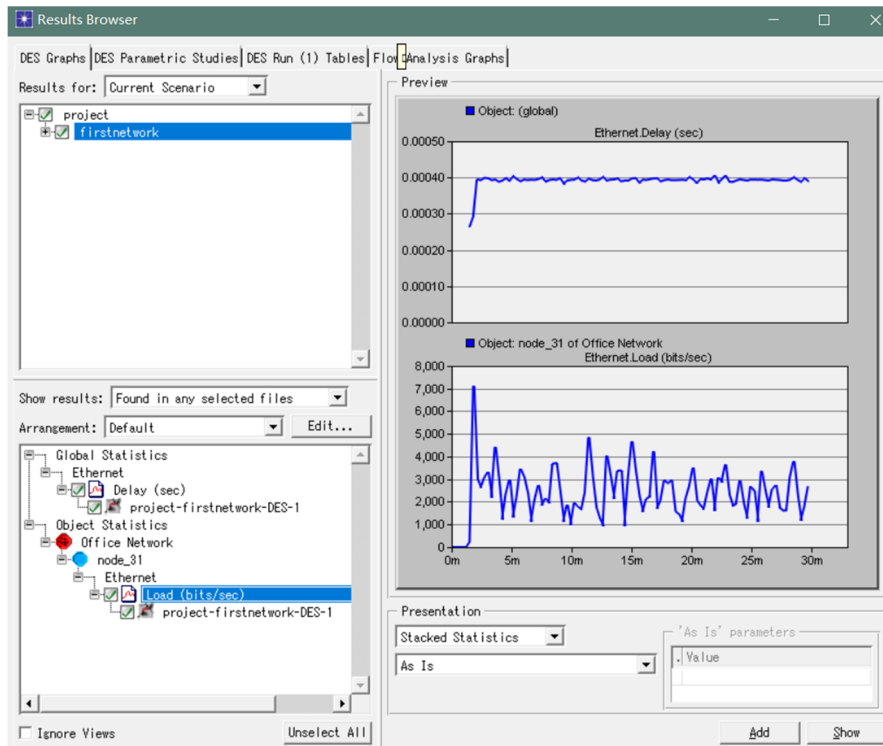 Results Browser
DES Graphs DES Parametric Studies DES Run (1) Tables Flow Analysis Graphs
Results for: Current Scenario
project
firstnetwork
Show results: Found in any selected files
Arrangement: Default Edit...
Global Statistics
Ethernet
Delay (sec)
project-firstnetwork-DES-1
Object Statistics
Office Network
node_31
Ethernet
Load (bits/sec)
project-firstnetwork-DES-1
Ignore Views Unselect All
Preview
Object: (global)
Ethernet.Delay (sec)
0.00050
0.00040
0.00030
0.00020
0.00010
0.00000
Object: node_31 of Office Network
Ethernet.Load (bits/sec)
8,000
7,000
6,000
5,000
4,000
3,000
2,000
1,000
0
0m 5m 10m 15m 20m 25m 30m
Presentation
Stacked Statistics
As Is
'As Is' parameters
. Value
Add Show